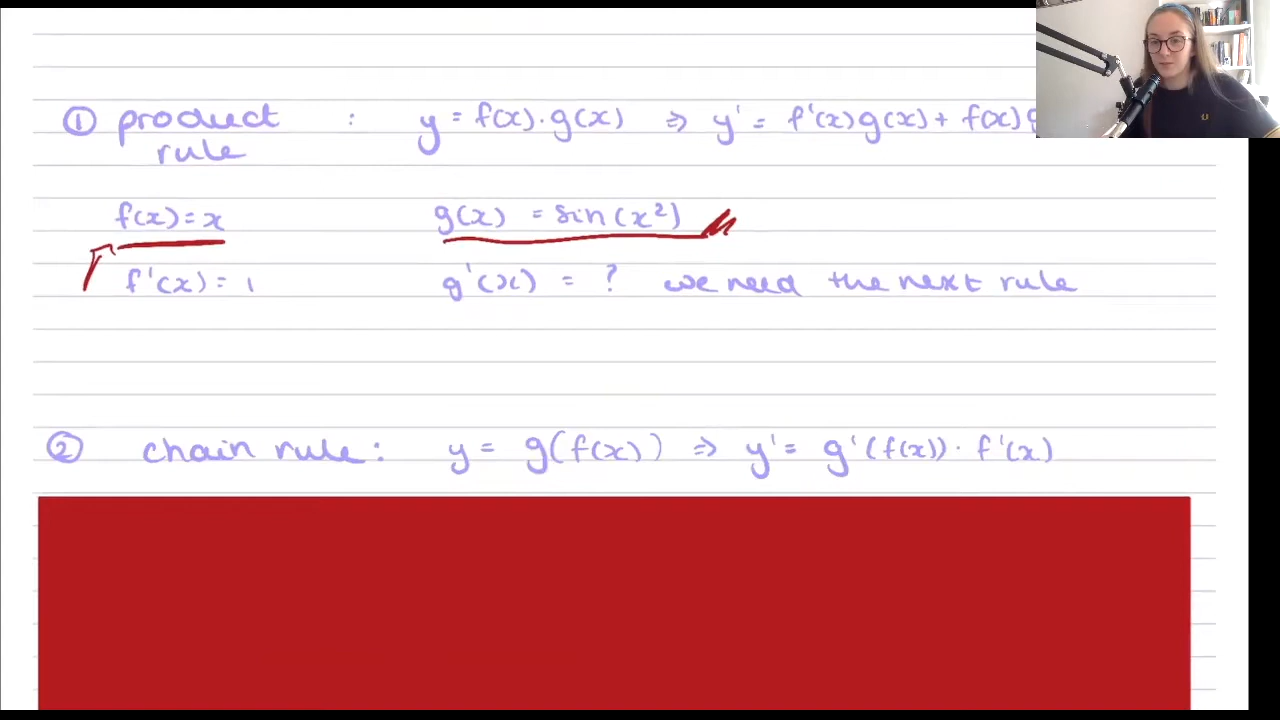 ① product : y = f(x) · g(x) ⇒ y' = f'(x)g(x) + f(x)g
rule
f(x) = x g(x) = sin(x²)
f'(x) = 1 g'(x) = ? we need the next rule
② chain rule: y = g(f(x)) ⇒ y' = g'(f(x)) · f'(x)